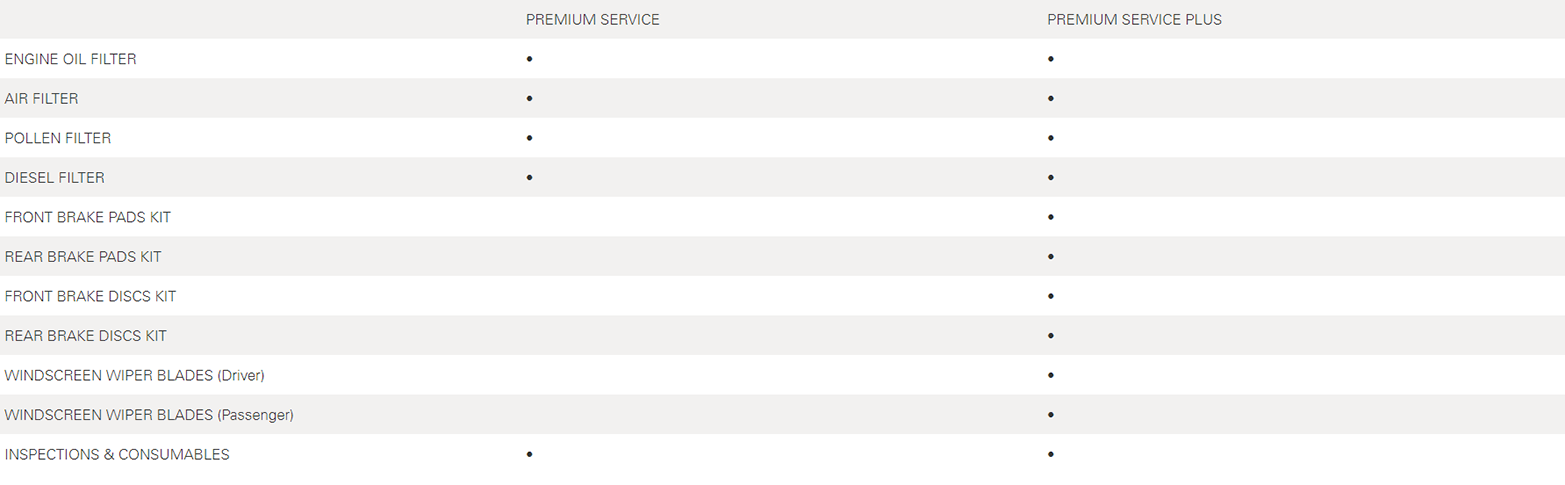 PREMIUM SERVICE PREMIUM SERVICE PLUS
ENGINE OIL FILTER • •
AIR FILTER • •
POLLEN FILTER • •
DIESEL FILTER • •
FRONT BRAKE PADS KIT •
REAR BRAKE PADS KIT •
FRONT BRAKE DISCS KIT •
REAR BRAKE DISCS KIT •
WINDSCREEN WIPER BLADES (Driver) •
WINDSCREEN WIPER BLADES (Passenger) •
INSPECTIONS & CONSUMABLES • •